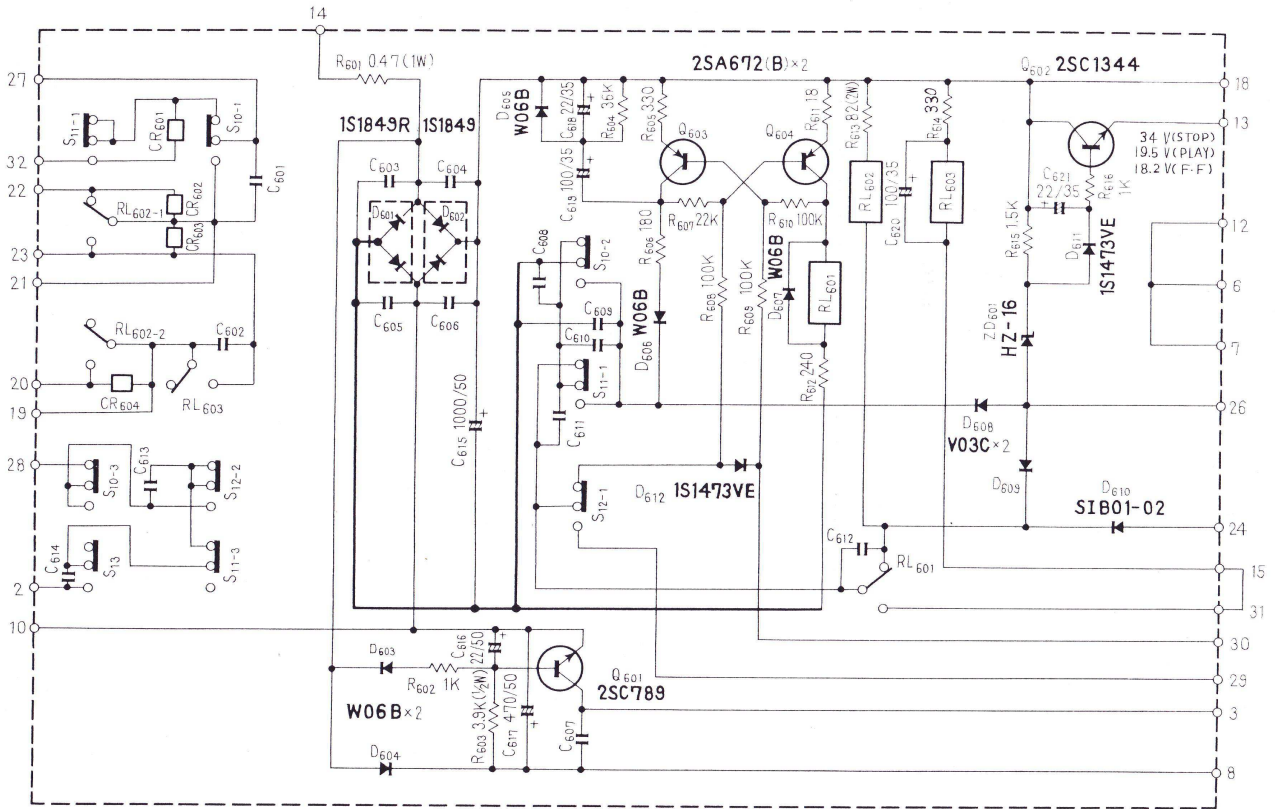 14
R601 047(1W)
2SA672(B)×2
Q602 2SC1344
27
18
13
32
22
23
21
20
19
28
2
10
12
6
7
26
24
15
31
30
29
3
8
S11-1
CR601
S10-1
C601
RL602-1
CR602
CR603
RL602-2
C602
CR604
RL603
S10-3
C613
S12-2
C614
S13
S11-3
1S1849R
1S1849
C603
C604
D601
D602
C605
C606
C615 1000/50
+
D605
W06B
C618 22/35
+
R604 36K
R605 330
C619 100/35
+
Q603
Q604
R611 18
R607 22K
R610 100K
R606 180
R608 100K
R609 100K
W06B
D606
D607
W06B
RL601
R612 240
C608
S10-2
C609
C610
S11-1
C611
S12-1
D612
1S1473VE
R613 82(2W)
RL602
C620 100/35
+
R614 330
RL603
34 V(STOP)
19.5 V(PLAY)
18.2 V(F·F)
C621
22/35
+
R616
1K
R615 1.5K
D611
1S1473VE
ZD601
HZ-16
D608
V03C×2
D609
D610
SIB01-02
C612
RL601
D603
R602 1K
W06B×2
D604
C616
22/50
+
R603 3.9K(½W)
C617 470/50
+
C607
Q601
2SC789